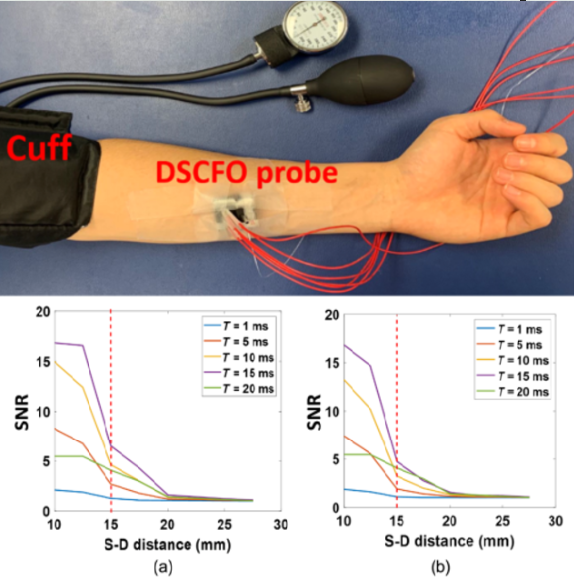 Cuff
DSCFO probe
20
15
10
5
0
SNR
10 15 20 25 30
S-D distance (mm)
T = 1 ms
T = 5 ms
T = 10 ms
T = 15 ms
T = 20 ms
(a)
20
15
10
5
0
SNR
10 15 20 25 30
S-D distance (mm)
T = 1 ms
T = 5 ms
T = 10 ms
T = 15 ms
T = 20 ms
(b)